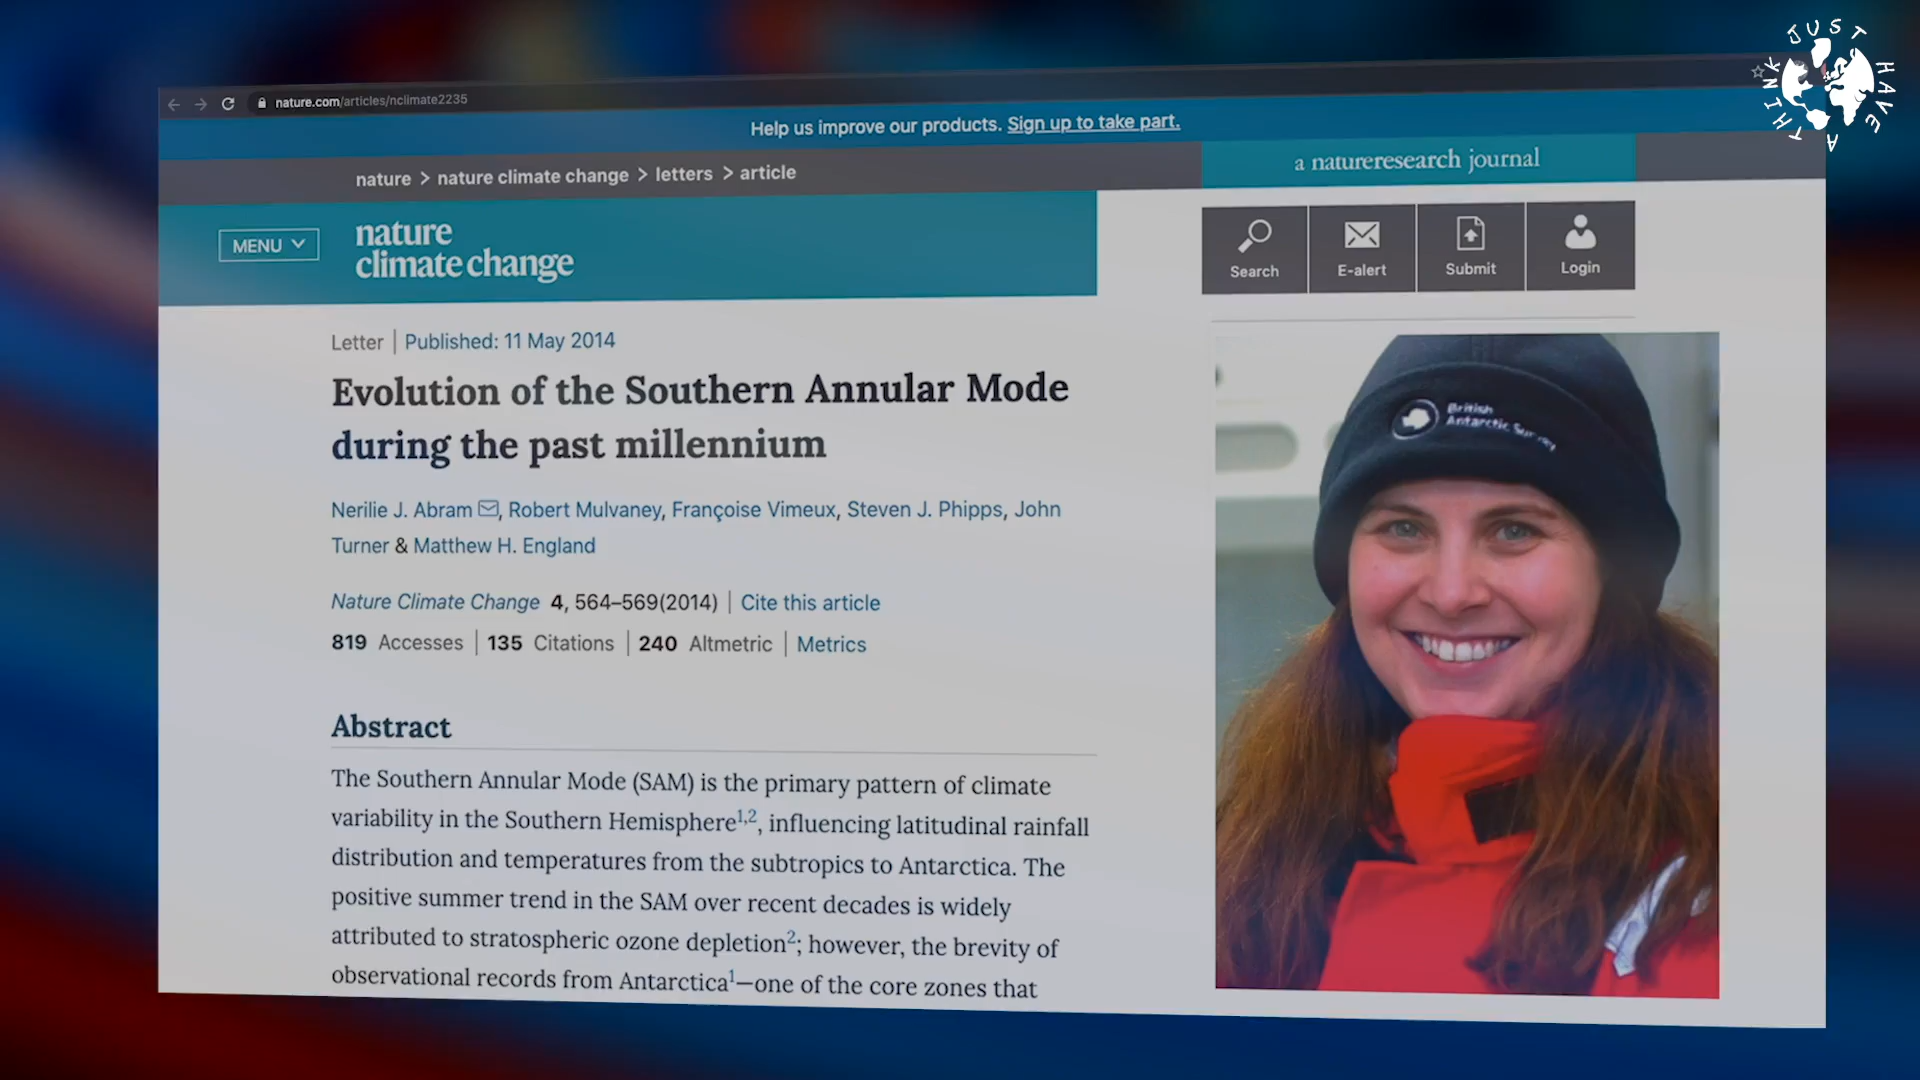 JUST HAVE A THINK
nature.com/articles/nclimate2235
Help us improve our products. Sign up to take part.
nature > nature climate change > letters > article
a natureresearch journal
MENU
nature
climate change
Search
E-alert
Submit
Login
Letter | Published: 11 May 2014
Evolution of the Southern Annular Mode
during the past millennium
Nerilie J. Abram, Robert Mulvaney, Françoise Vimeux, Steven J. Phipps, John
Turner & Matthew H. England
Nature Climate Change 4, 564–569(2014) | Cite this article
819 Accesses | 135 Citations | 240 Altmetric | Metrics
Abstract
The Southern Annular Mode (SAM) is the primary pattern of climate
variability in the Southern Hemisphere1,2, influencing latitudinal rainfall
distribution and temperatures from the subtropics to Antarctica. The
positive summer trend in the SAM over recent decades is widely
attributed to stratospheric ozone depletion2; however, the brevity of
observational records from Antarctica1—one of the core zones that
British
Antarctic Survey